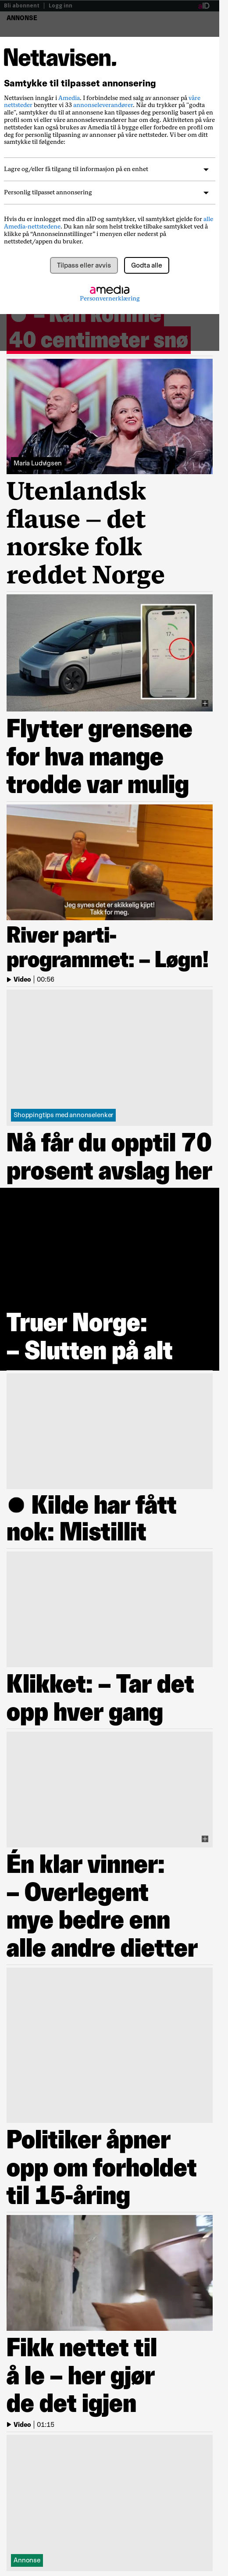 Bli abonnent | Logg inn
ANNONSE
Nettavisen.
Samtykke til tilpasset annonsering
Nettavisen inngår i Amedia. I forbindelse med salg av annonser på våre
nettsteder benytter vi 33 annonseleverandører. Når du trykker på "godta
alle", samtykker du til at annonsene kan tilpasses deg personlig basert på en
profil som vi eller våre annonseleverandører har om deg. Aktiviteten på våre
nettsteder kan også brukes av Amedia til å bygge eller forbedre en profil om
deg for personlig tilpasning av annonser på våre nettsteder. Vi ber om ditt
samtykke til følgende:
Lagre og/eller få tilgang til informasjon på en enhet
Personlig tilpasset annonsering
Hvis du er innlogget med din aID og samtykker, vil samtykket gjelde for alle
Amedia-nettstedene. Du kan når som helst trekke tilbake samtykket ved å
klikke på "Annonseinnstillinger" i menyen eller nederst på
nettstedet/appen du bruker.
Tilpass eller avvis
Godta alle
amedia
Personvernerklæring
– Kan komme
40 centimeter snø
Maria Ludvigsen
Utenlandsk
flause – det
norske folk
reddet Norge
Flytter grensene
for hva mange
trodde var mulig
Jeg synes det er skikkelig kjipt!
Takk for meg.
River parti-
programmet: – Løgn!
Video | 00:56
Shoppingtips med annonselenker
Nå får du opptil 70
prosent avslag her
Truer Norge:
– Slutten på alt
Kilde har fått
nok: Mistillit
Klikket: – Tar det
opp hver gang
Én klar vinner:
– Overlegent
mye bedre enn
alle andre dietter
Politiker åpner
opp om forholdet
til 15-åring
Fikk nettet til
å le – her gjør
de det igjen
Video | 01:15
Annonse